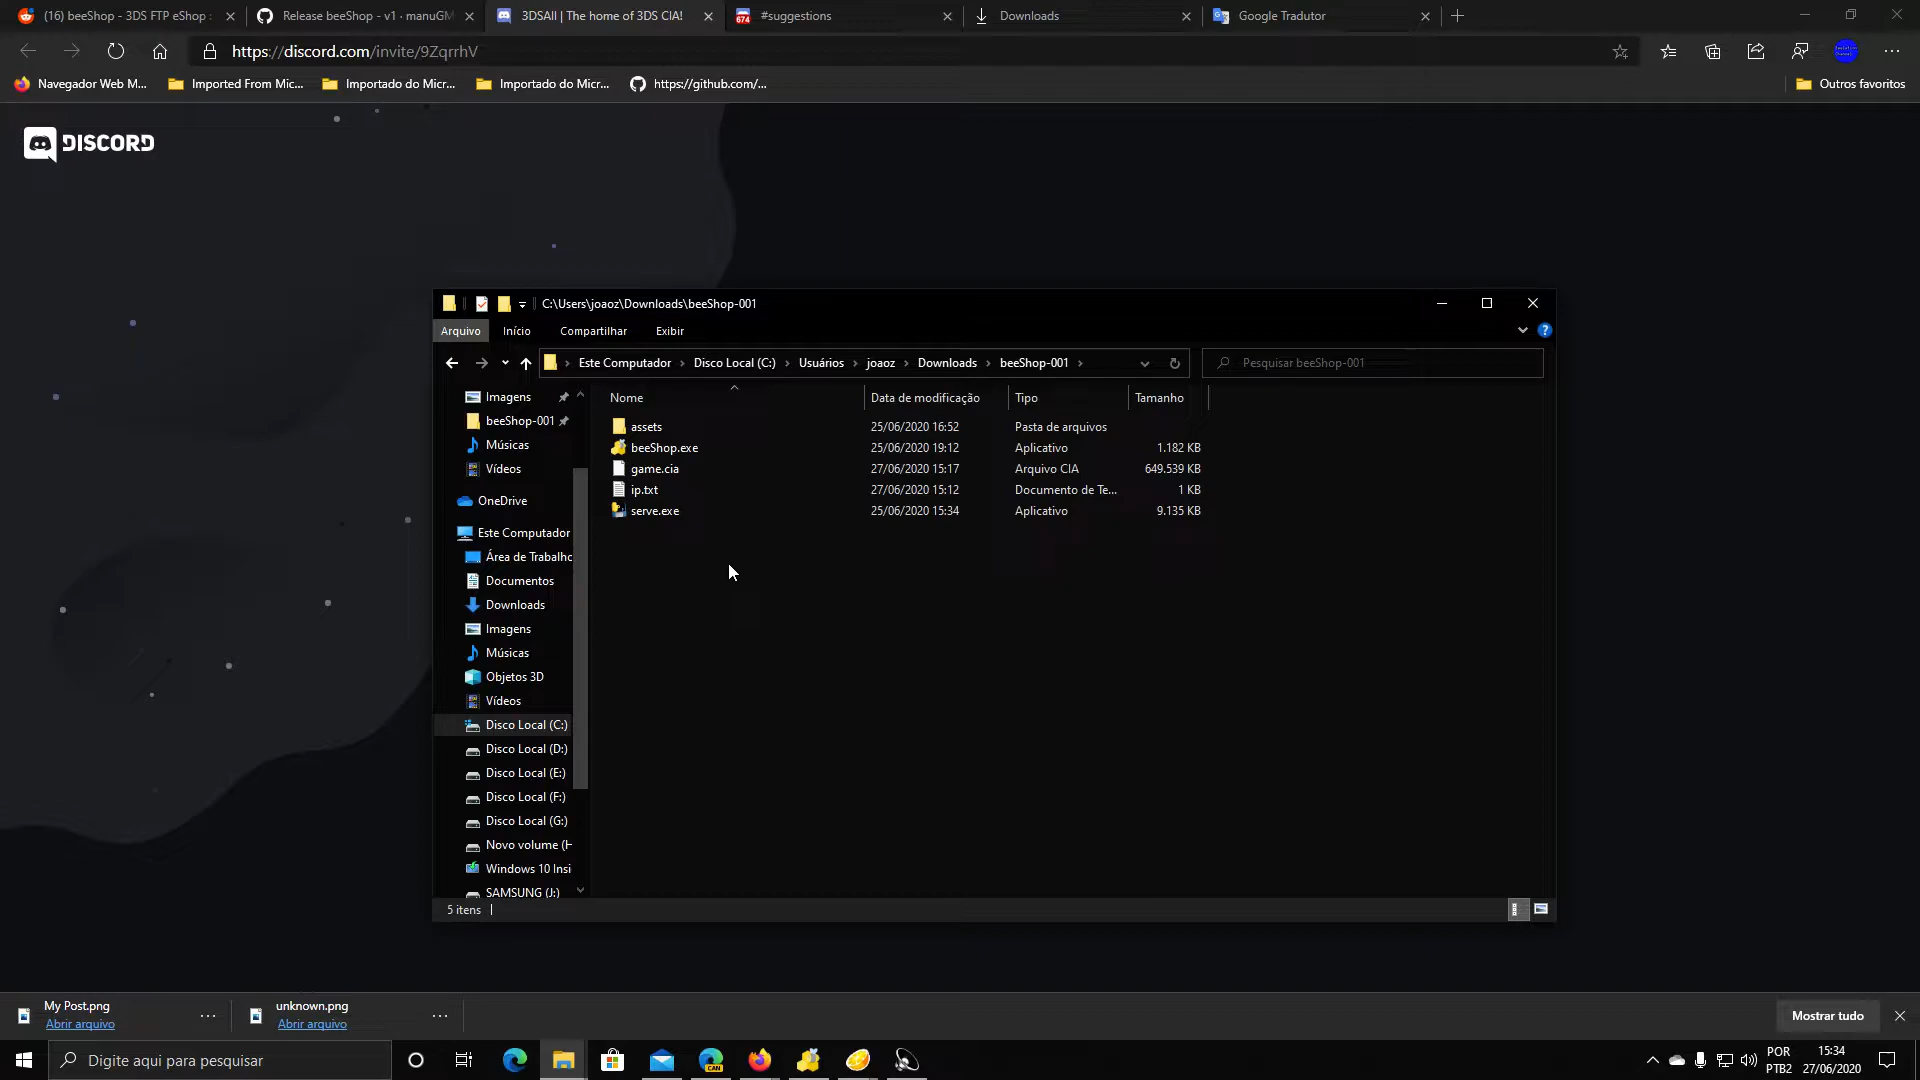 (16) beeShop - 3DS FTP eShop :
Release beeShop - v1 · manuGM
3DSAll | The home of 3DS CIA!
674
#suggestions
Downloads
Google Tradutor
https://discord.com/invite/9ZqrrhV
Navegador Web M...
Imported From Mic...
Importado do Micr...
Importado do Micr...
https://github.com/...
Outros favoritos
DISCORD
C:\Users\joaoz\Downloads\beeShop-001
Arquivo
Início
Compartilhar
Exibir
Este Computador > Disco Local (C:) > Usuários > joaoz > Downloads > beeShop-001 >
Pesquisar beeShop-001
Nome
Data de modificação
Tipo
Tamanho
assets 25/06/2020 16:52 Pasta de arquivos
beeShop.exe 25/06/2020 19:12 Aplicativo 1.182 KB
game.cia 27/06/2020 15:17 Arquivo CIA 649.539 KB
ip.txt 27/06/2020 15:12 Documento de Te... 1 KB
serve.exe 25/06/2020 15:34 Aplicativo 9.135 KB
Imagens
beeShop-001
Músicas
Vídeos
OneDrive
Este Computador
Área de Trabalho
Documentos
Downloads
Imagens
Músicas
Objetos 3D
Vídeos
Disco Local (C:)
Disco Local (D:)
Disco Local (E:)
Disco Local (F:)
Disco Local (G:)
Novo volume (H
Windows 10 Insi
SAMSUNG (J:)
5 itens
My Post.png
Abrir arquivo
unknown.png
Abrir arquivo
Mostrar tudo
Digite aqui para pesquisar
CAN
POR
PTB2
15:34
27/06/2020